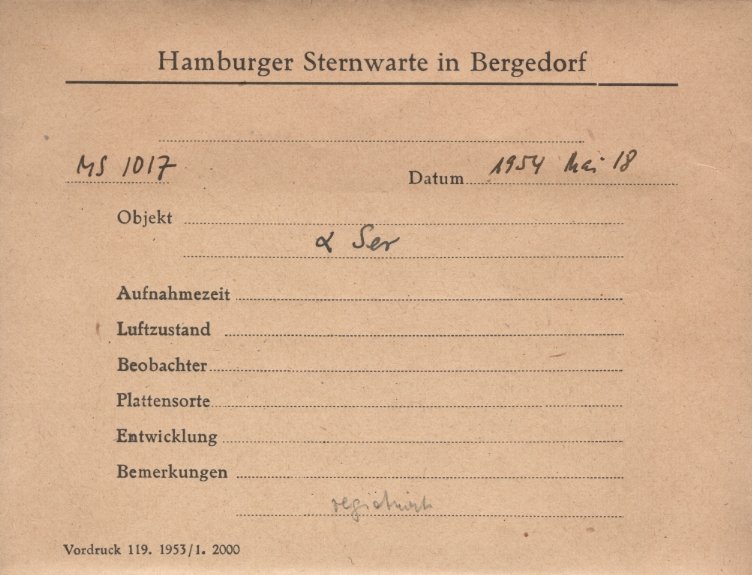 Hamburger Sternwarte in Bergedorf
MS 1017
Datum 1954 Mai 18
Objekt
α Ser
Aufnahmezeit
Luftzustand
Beobachter
Plattensorte
Entwicklung
Bemerkungen
registriert
Vordruck 119. 1953/1. 2000